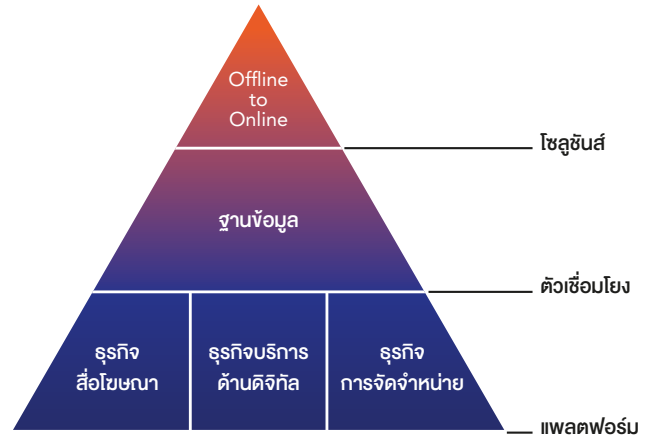 Offline
to
Online
โซลูชันส์
ฐานข้อมูล
ตัวเชื่อมโยง
ธุรกิจ
สื่อโฆษณา
ธุรกิจบริการ
ด้านดิจิทัล
ธุรกิจ
การจัดจำหน่าย
แพลตฟอร์ม